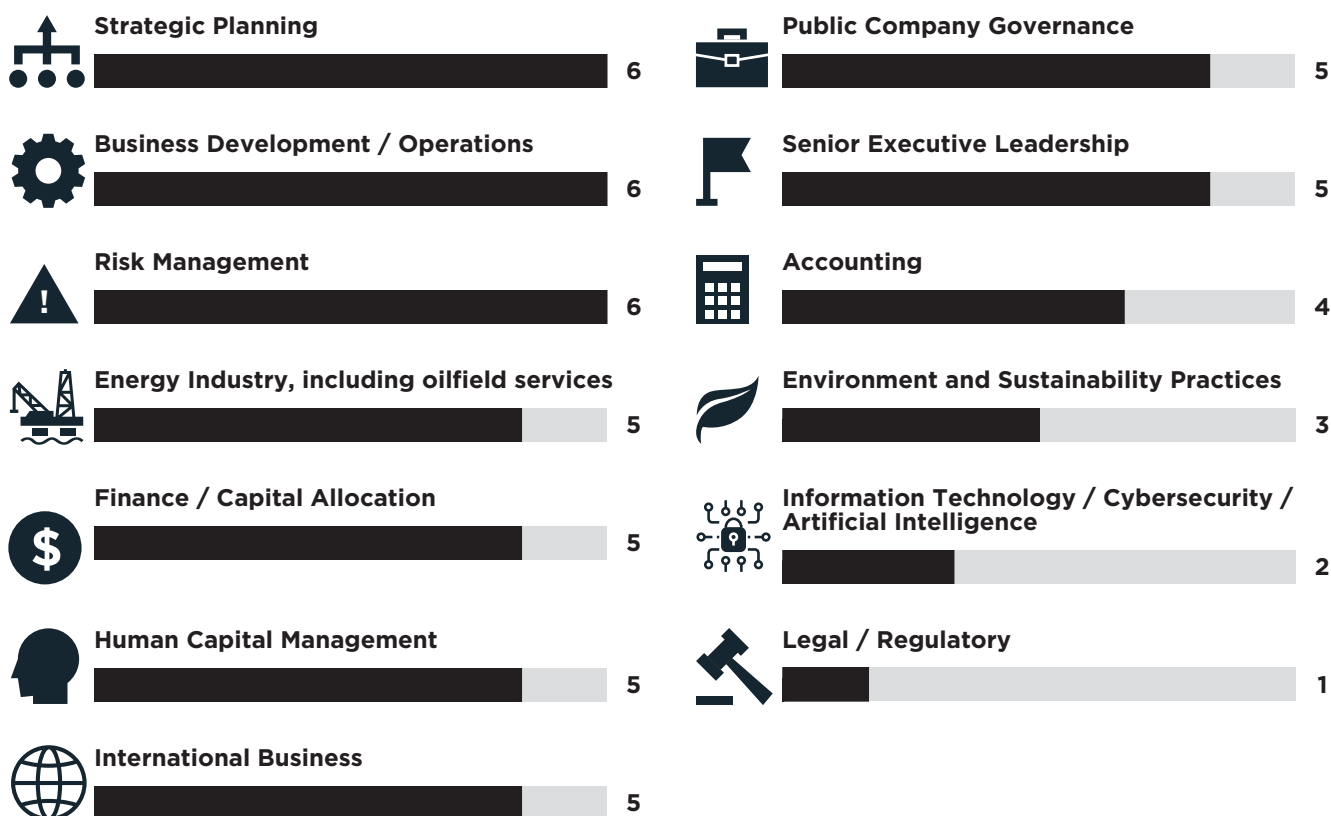 Strategic Planning
6
Business Development / Operations
6
Risk Management
6
Energy Industry, including oilfield services
5
Finance / Capital Allocation
5
Human Capital Management
5
International Business
5
Public Company Governance
5
Senior Executive Leadership
5
Accounting
4
Environment and Sustainability Practices
3
Information Technology / Cybersecurity /
Artificial Intelligence
2
Legal / Regulatory
1